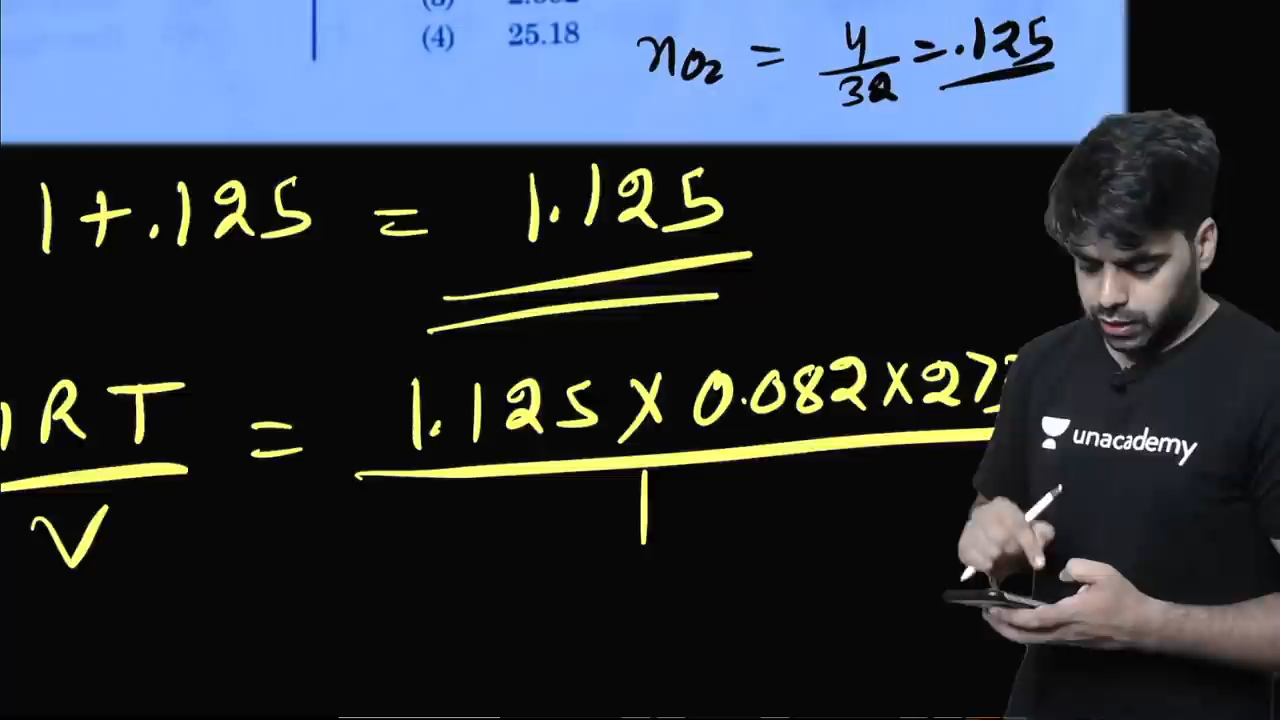 (4) 25.18
nO2 = 4/32 = .125
1 + .125 = 1.125
RT/V = 1.125 × 0.082 × 27 / 1
unacademy